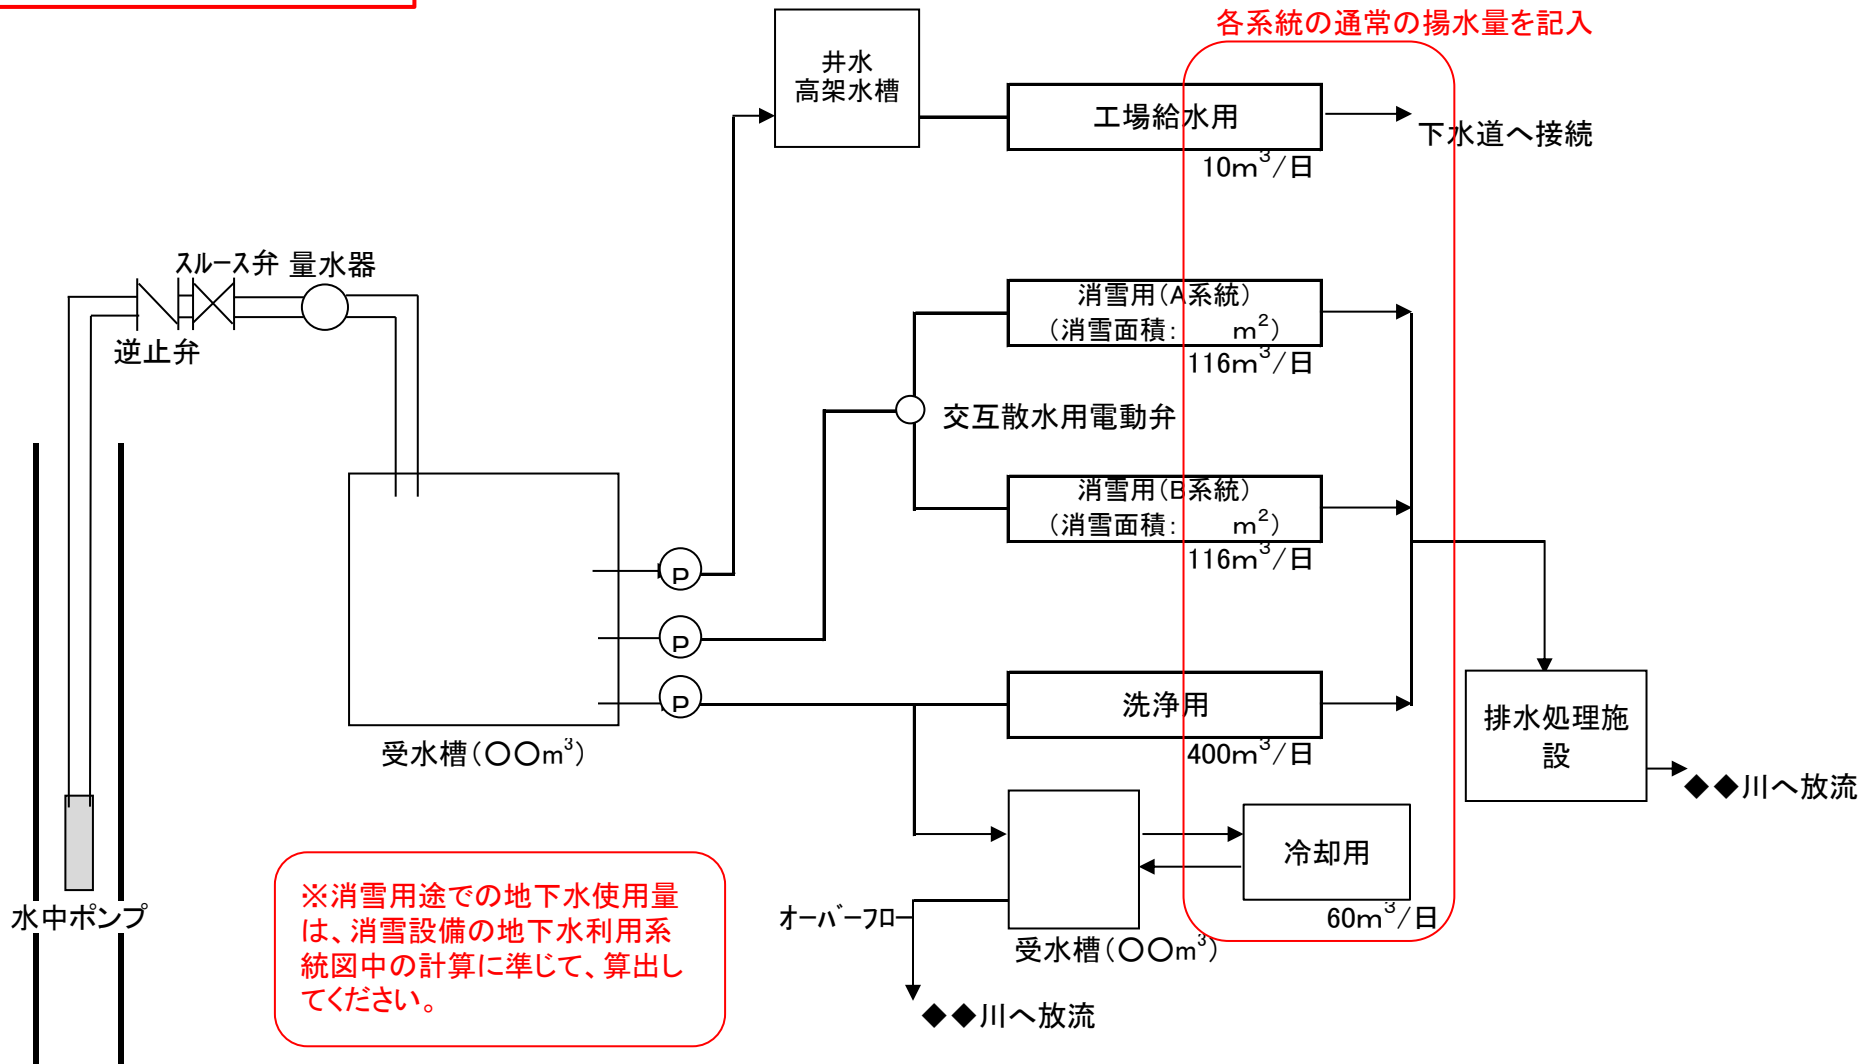 各系統の通常の揚水量を記入
井水
高架水槽
工場給水用
下水道へ接続
10m³/日
スルース弁 量水器
逆止弁
消雪用(A系統)
(消雪面積:　　m²)
116m³/日
交互散水用電動弁
消雪用(B系統)
(消雪面積:　　m²)
116m³/日
P
P
P
洗浄用
400m³/日
排水処理施
設
◆◆川へ放流
受水槽(〇〇m³)
冷却用
60m³/日
オーバーフロー
受水槽(〇〇m³)
◆◆川へ放流
水中ポンプ
※消雪用途での地下水使用量
は、消雪設備の地下水利用系
統図中の計算に準じて、算出し
てください。